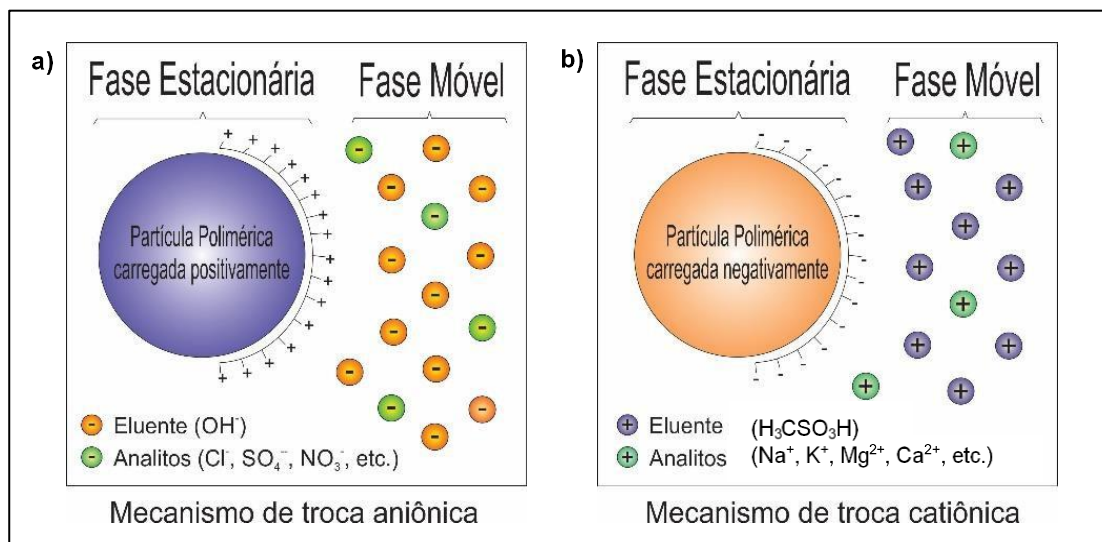 a)
Fase Estacionária
Fase Móvel
Partícula Polimérica
carregada positivamente
Eluente (OH⁻)
Analitos (Cl⁻, SO₄⁻⁻, NO₃⁻, etc.)
Mecanismo de troca aniônica
b)
Fase Estacionária
Fase Móvel
Partícula Polimérica
carregada negativamente
Eluente (H₃CSO₃H)
Analitos (Na⁺, K⁺, Mg²⁺, Ca²⁺, etc.)
Mecanismo de troca catiônica